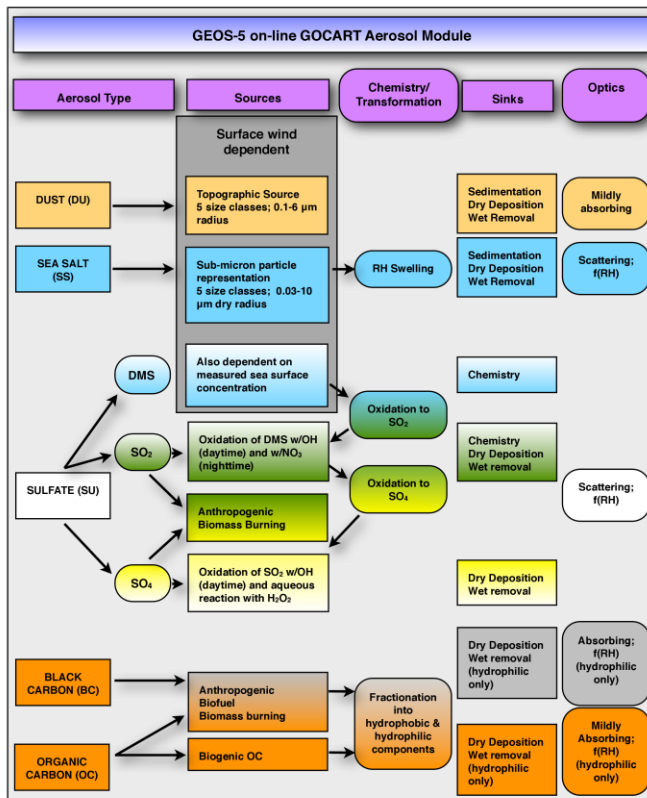 GEOS-5 on-line GOCART Aerosol Module
Aerosol Type
Sources
Chemistry/
Transformation
Sinks
Optics
Surface wind
dependent
DUST (DU)
Topographic Source
5 size classes; 0.1-6 μm
radius
Sedimentation
Dry Deposition
Wet Removal
Mildly
absorbing
SEA SALT
(SS)
Sub-micron particle
representation
5 size classes; 0.03-10
μm dry radius
RH Swelling
Sedimentation
Dry Deposition
Wet Removal
Scattering;
f(RH)
DMS
Also dependent on
measured sea surface
concentration
Chemistry
Oxidation to
SO₂
SO₂
Oxidation of DMS w/OH
(daytime) and w/NO₃
(nighttime)
Chemistry
Dry Deposition
Wet removal
SULFATE (SU)
Anthropogenic
Biomass Burning
Oxidation to
SO₄
Scattering;
f(RH)
SO₄
Oxidation of SO₂ w/OH
(daytime) and aqueous
reaction with H₂O₂
Dry Deposition
Wet removal
BLACK
CARBON (BC)
Anthropogenic
Biofuel
Biomass burning
Fractionation
into
hydrophobic &
hydrophilic
components
Dry Deposition
Wet removal
(hydrophilic
only)
Absorbing;
f(RH)
(hydrophilic
only)
ORGANIC
CARBON (OC)
Biogenic OC
Dry Deposition
Wet removal
(hydrophilic
only)
Mildly
Absorbing;
f(RH)
(hydrophilic
only)